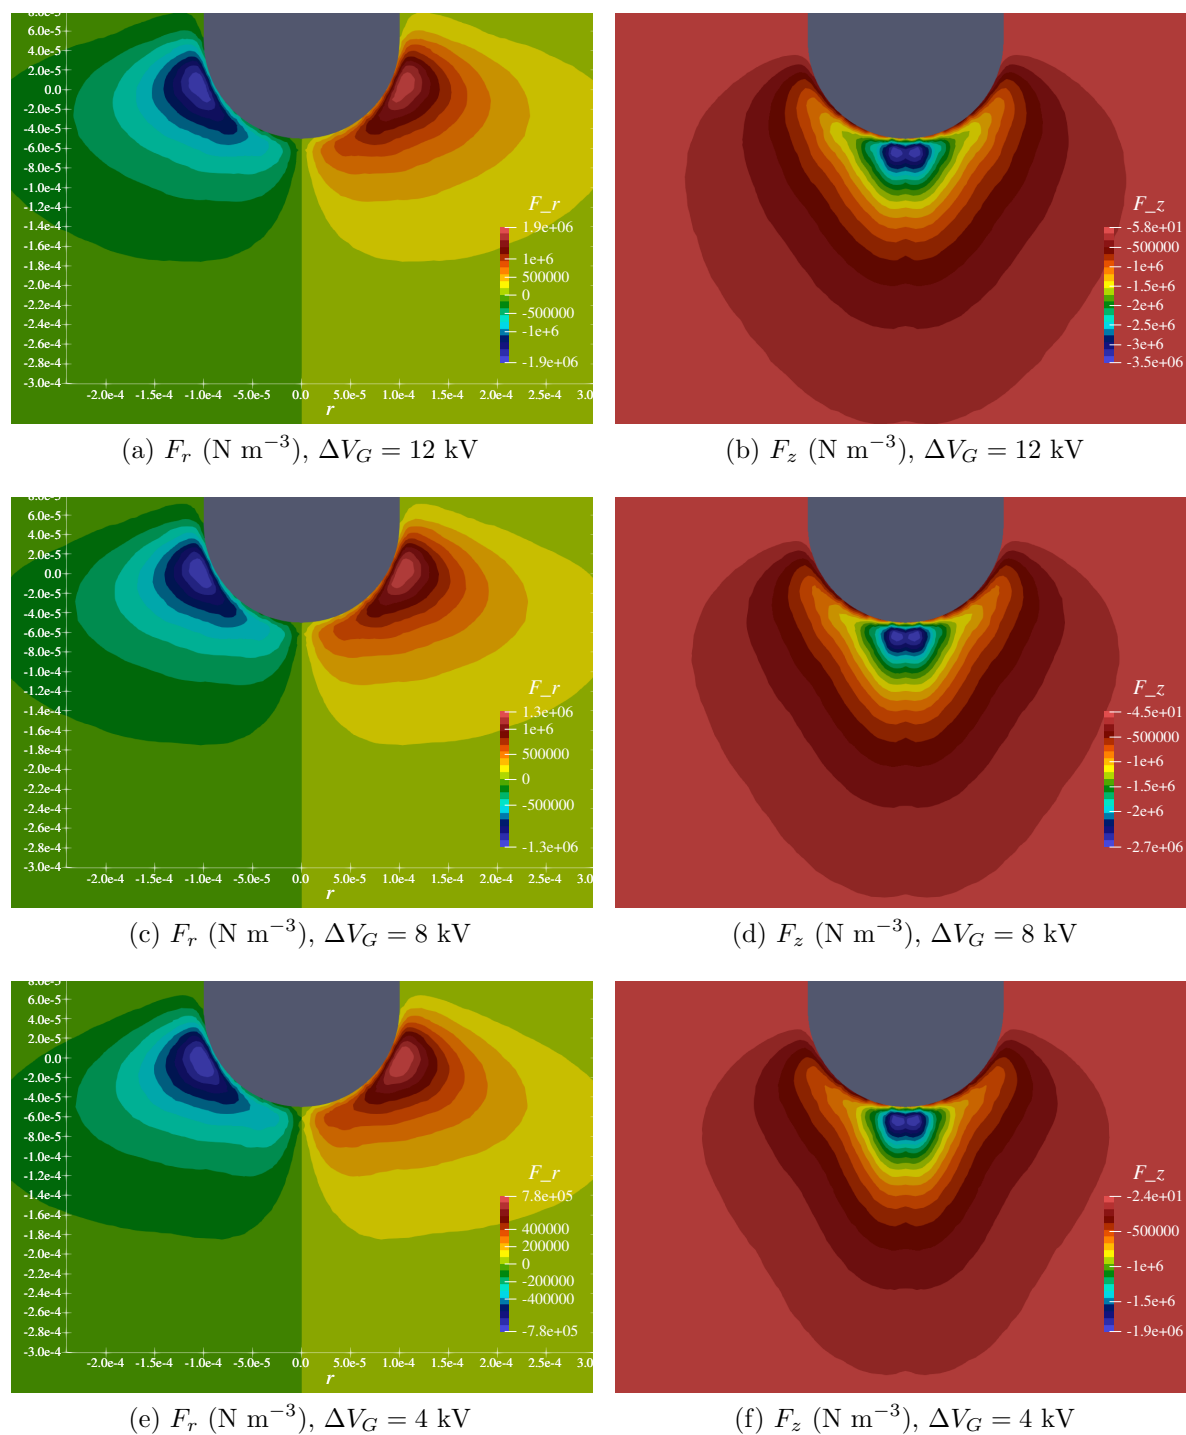 8.0e-5
6.0e-5
4.0e-5
2.0e-5
0.0
-2.0e-5
-4.0e-5
-6.0e-5
-8.0e-5
-1.0e-4
-1.2e-4
-1.4e-4
-1.6e-4
-1.8e-4
-2.0e-4
-2.2e-4
-2.4e-4
-2.6e-4
-2.8e-4
-3.0e-4
-2.0e-4 -1.5e-4 -1.0e-4 -5.0e-5 0.0 5.0e-5 1.0e-4 1.5e-4 2.0e-4 2.5e-4 3.0
r
F_r
1.9e+06
1e+6
500000
0
-500000
-1e+6
-1.9e+06
F_z
-5.8e+01
-500000
-1e+6
-1.5e+6
-2e+6
-2.5e+6
-3e+6
-3.5e+6
(a) F_r (N m⁻³), ΔV_G = 12 kV
(b) F_z (N m⁻³), ΔV_G = 12 kV
8.0e-5
6.0e-5
4.0e-5
2.0e-5
0.0
-2.0e-5
-4.0e-5
-6.0e-5
-8.0e-5
-1.0e-4
-1.2e-4
-1.4e-4
-1.6e-4
-1.8e-4
-2.0e-4
-2.2e-4
-2.4e-4
-2.6e-4
-2.8e-4
-3.0e-4
-2.0e-4 -1.5e-4 -1.0e-4 -5.0e-5 0.0 5.0e-5 1.0e-4 1.5e-4 2.0e-4 2.5e-4 3.0
r
F_r
1.3e+06
1e+6
500000
0
-500000
-1.3e+06
F_z
-4.5e+01
-500000
-1e+6
-1.5e+6
-2e+6
-2.7e+06
(c) F_r (N m⁻³), ΔV_G = 8 kV
(d) F_z (N m⁻³), ΔV_G = 8 kV
8.0e-5
6.0e-5
4.0e-5
2.0e-5
0.0
-2.0e-5
-4.0e-5
-6.0e-5
-8.0e-5
-1.0e-4
-1.2e-4
-1.4e-4
-1.6e-4
-1.8e-4
-2.0e-4
-2.2e-4
-2.4e-4
-2.6e-4
-2.8e-4
-3.0e-4
-2.0e-4 -1.5e-4 -1.0e-4 -5.0e-5 0.0 5.0e-5 1.0e-4 1.5e-4 2.0e-4 2.5e-4 3.0
r
F_r
7.8e+05
400000
200000
0
-200000
-400000
-7.8e+05
F_z
-2.4e+01
-500000
-1e+6
-1.5e+6
-1.9e+06
(e) F_r (N m⁻³), ΔV_G = 4 kV
(f) F_z (N m⁻³), ΔV_G = 4 kV